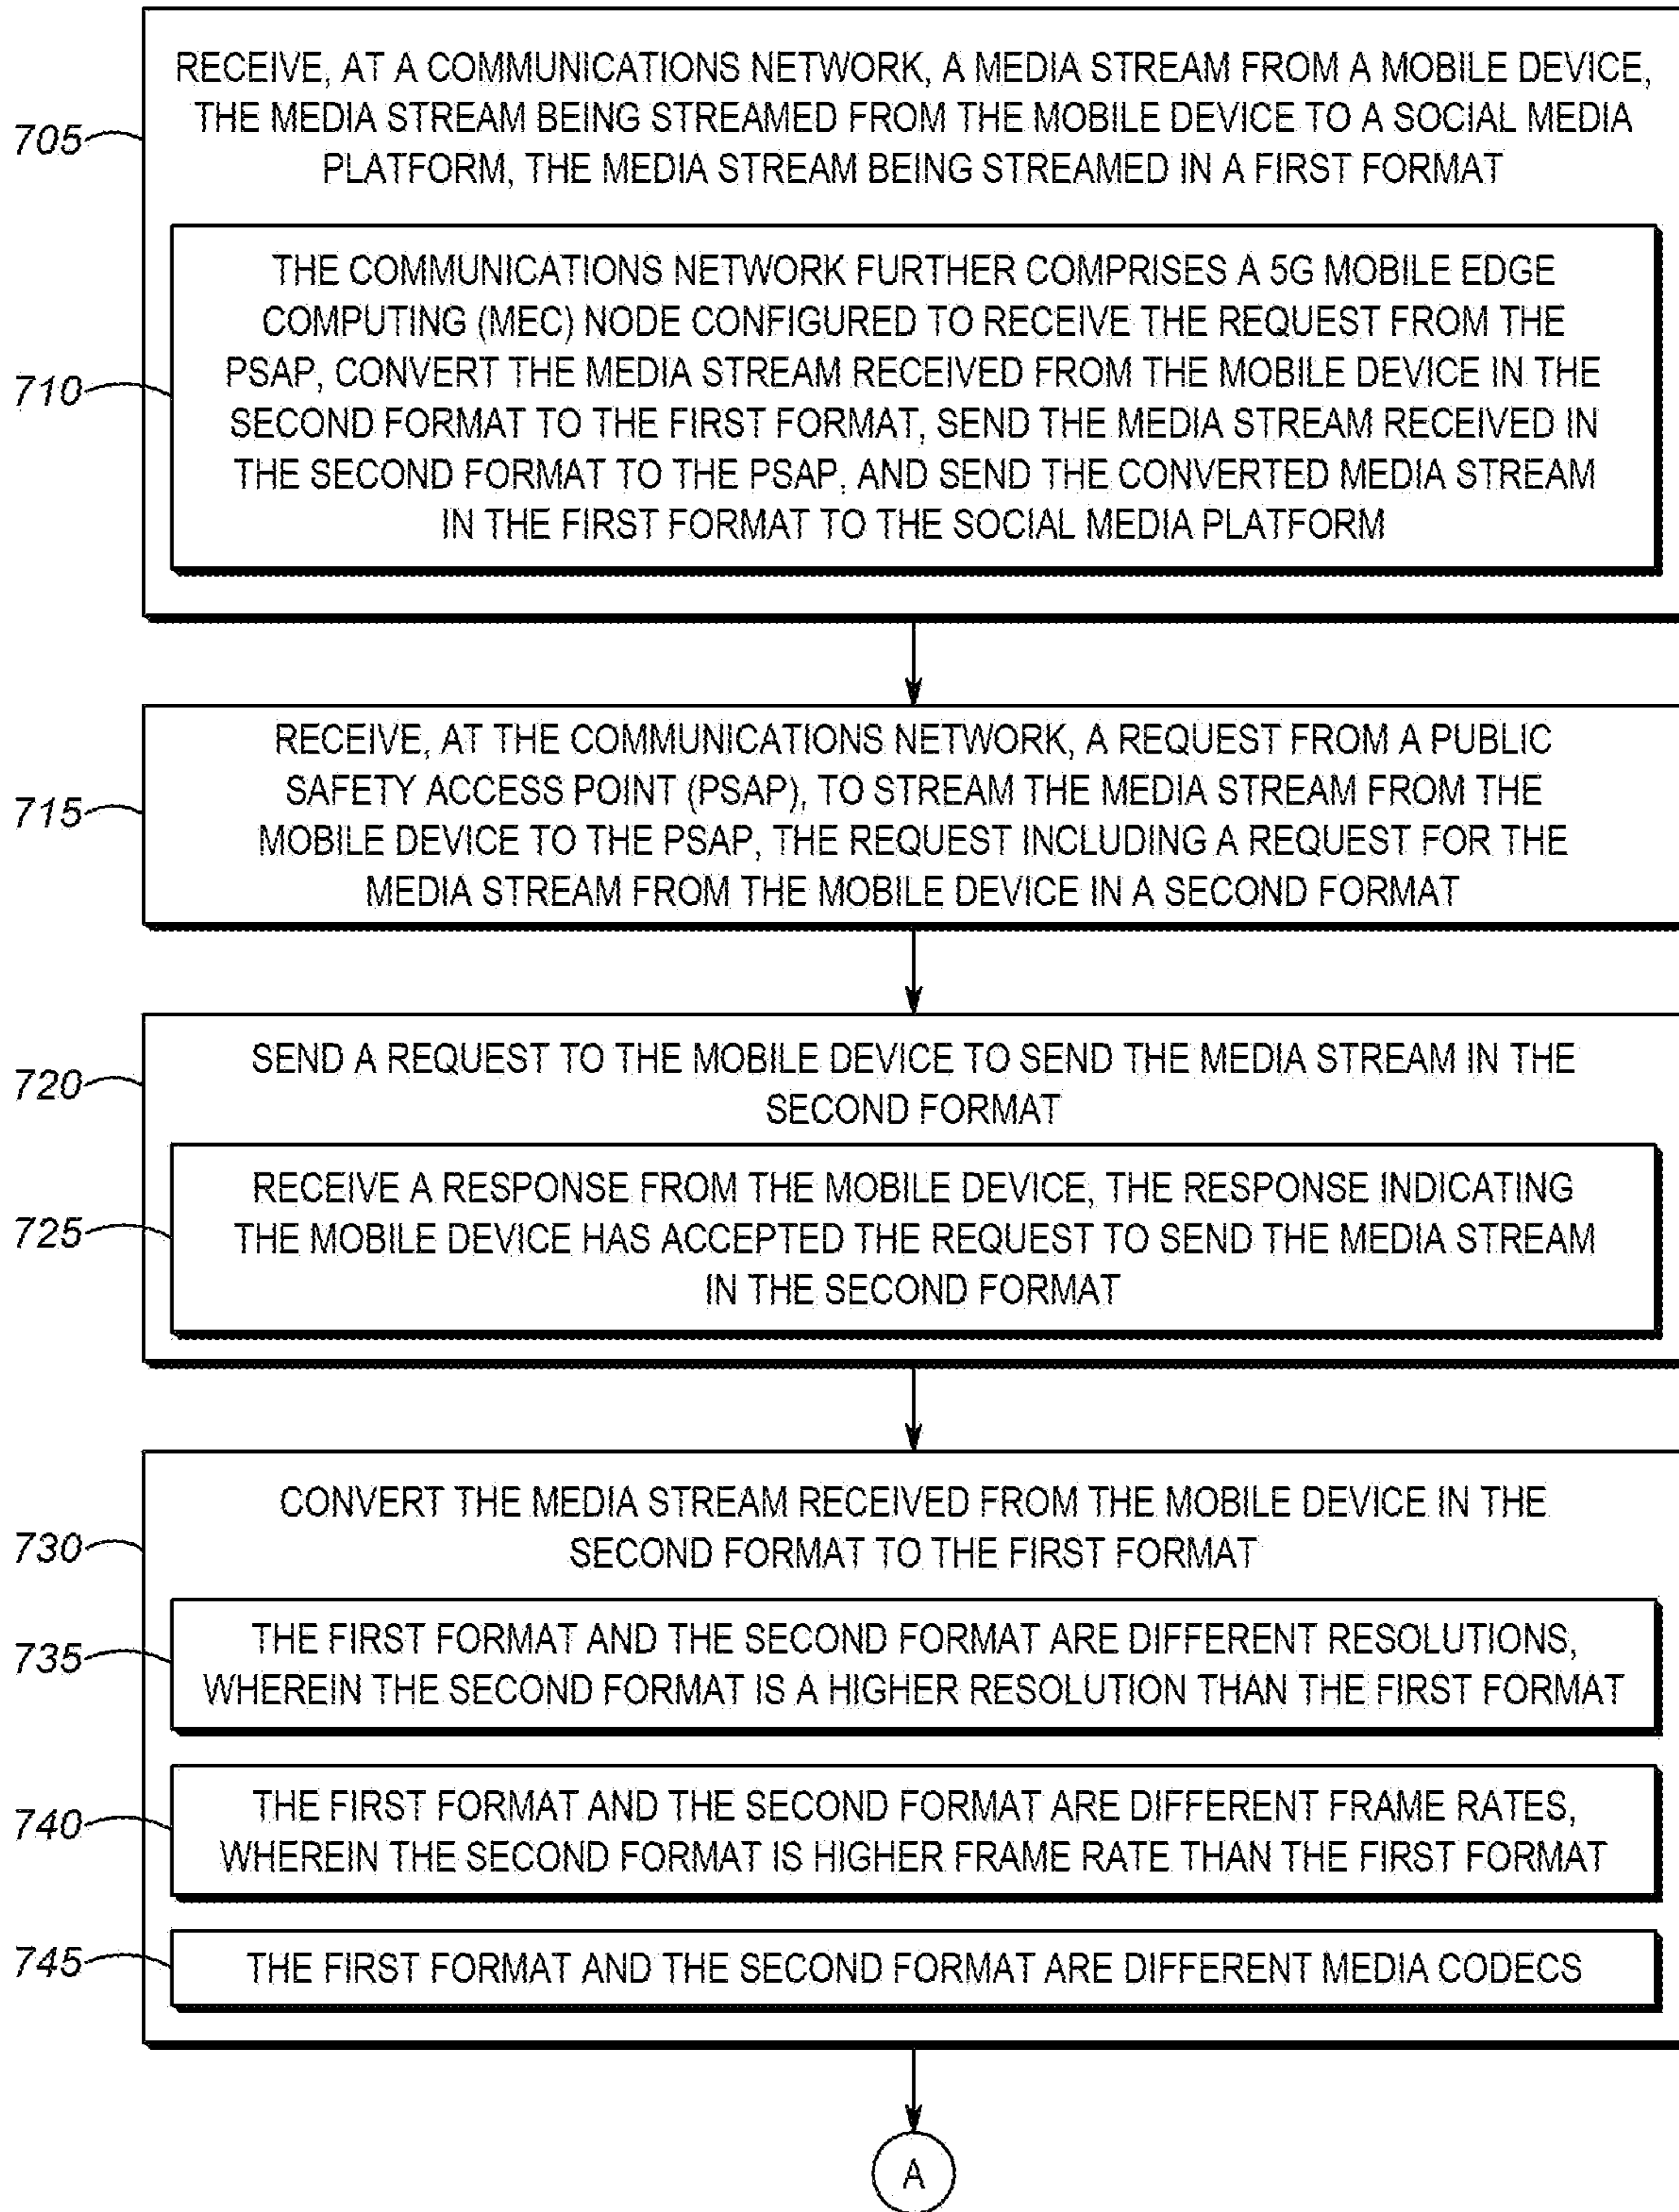 RECEIVE, AT A COMMUNICATIONS NETWORK, A MEDIA STREAM FROM A MOBILE DEVICE,
THE MEDIA STREAM BEING STREAMED FROM THE MOBILE DEVICE TO A SOCIAL MEDIA
705
PLATFORM, THE MEDIA STREAM BEING STREAMED IN A FIRST FORMAT
THE COMMUNICATIONS NETWORK FURTHER COMPRISES A 5G MOBILE EDGE
COMPUTING (MEC) NODE CONFIGURED TO RECEIVE THE REQUEST FROM THE
PSAP, CONVERT THE MEDIA STREAM RECEIVED FROM THE MOBILE DEVICE IN THE
710
SECOND FORMAT TO THE FIRST FORMAT, SEND THE MEDIA STREAM RECEIVED IN
THE SECOND FORMAT TO THE PSAP, AND SEND THE CONVERTED MEDIA STREAM
IN THE FIRST FORMAT TO THE SOCIAL MEDIA PLATFORM
RECEIVE, AT THE COMMUNICATIONS NETWORK, A REQUEST FROM A PUBLIC
SAFETY ACCESS POINT (PSAP), TO STREAM THE MEDIA STREAM FROM THE
715
MOBILE DEVICE TO THE PSAP, THE REQUEST INCLUDING A REQUEST FOR THE
MEDIA STREAM FROM THE MOBILE DEVICE IN A SECOND FORMAT
SEND A REQUEST TO THE MOBILE DEVICE TO SEND THE MEDIA STREAM IN THE
720
SECOND FORMAT
RECEIVE A RESPONSE FROM THE MOBILE DEVICE, THE RESPONSE INDICATING
725
THE MOBILE DEVICE HAS ACCEPTED THE REQUEST TO SEND THE MEDIA STREAM
IN THE SECOND FORMAT
CONVERT THE MEDIA STREAM RECEIVED FROM THE MOBILE DEVICE IN THE
730
SECOND FORMAT TO THE FIRST FORMAT
THE FIRST FORMAT AND THE SECOND FORMAT ARE DIFFERENT RESOLUTIONS,
735
WHEREIN THE SECOND FORMAT IS A HIGHER RESOLUTION THAN THE FIRST FORMAT
THE FIRST FORMAT AND THE SECOND FORMAT ARE DIFFERENT FRAME RATES,
740
WHEREIN THE SECOND FORMAT IS HIGHER FRAME RATE THAN THE FIRST FORMAT
745
THE FIRST FORMAT AND THE SECOND FORMAT ARE DIFFERENT MEDIA CODECS
A